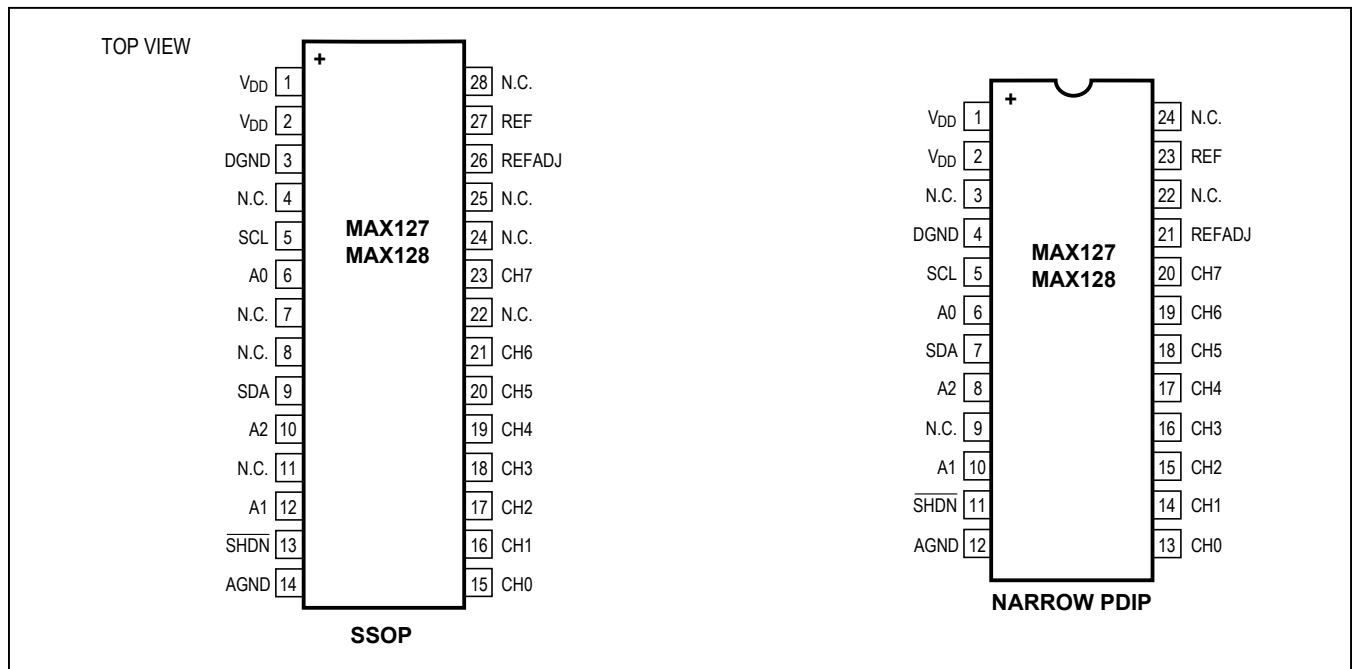 TOP VIEW
+
VDD 1
VDD 2
DGND 3
N.C. 4
SCL 5
A0 6
N.C. 7
N.C. 8
SDA 9
A2 10
N.C. 11
A1 12
SHDN 13
AGND 14
MAX127
MAX128
28 N.C.
27 REF
26 REFADJ
25 N.C.
24 N.C.
23 CH7
22 N.C.
21 CH6
20 CH5
19 CH4
18 CH3
17 CH2
16 CH1
15 CH0
SSOP
+
VDD 1
VDD 2
N.C. 3
DGND 4
SCL 5
A0 6
SDA 7
A2 8
N.C. 9
A1 10
SHDN 11
AGND 12
MAX127
MAX128
24 N.C.
23 REF
22 N.C.
21 REFADJ
20 CH7
19 CH6
18 CH5
17 CH4
16 CH3
15 CH2
14 CH1
13 CH0
NARROW PDIP